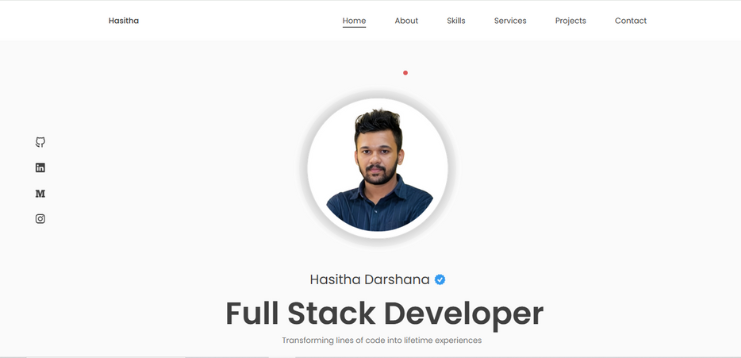 Hasitha Home About Skills Services Projects Contact
Hasitha Darshana
Full Stack Developer
Transforming lines of code into lifetime experiences